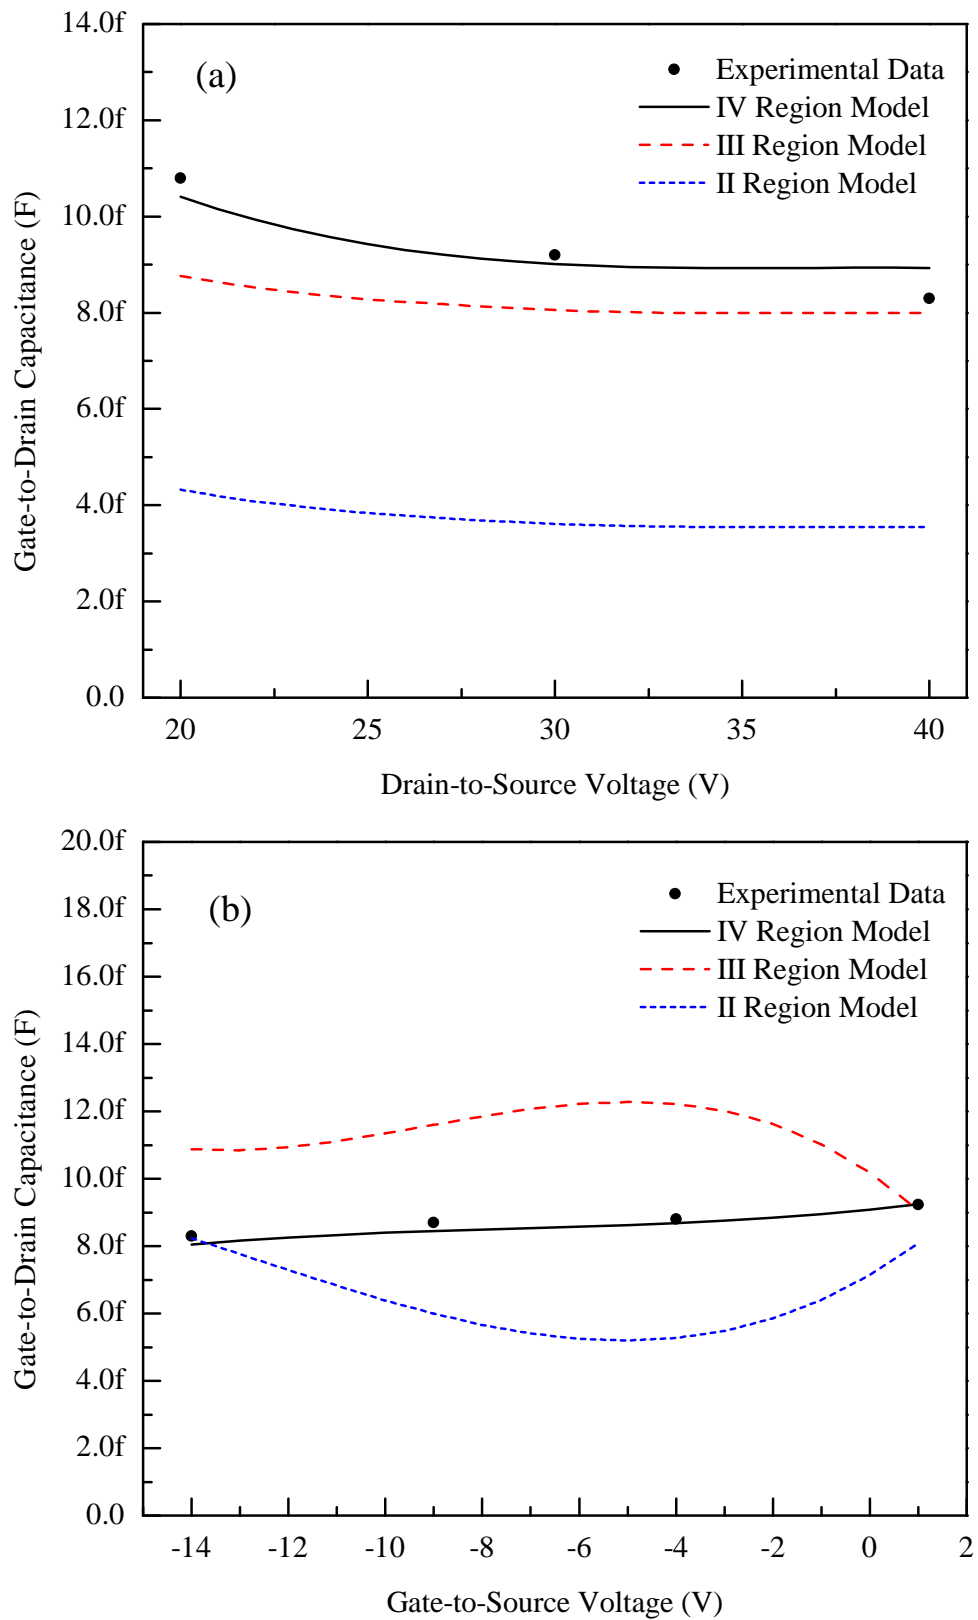 14.0f
(a)
Experimental Data
IV Region Model
III Region Model
II Region Model
12.0f
10.0f
8.0f
6.0f
4.0f
2.0f
0.0
Gate-to-Drain Capacitance (F)
20 25 30 35 40
Drain-to-Source Voltage (V)
20.0f
(b)
Experimental Data
IV Region Model
III Region Model
II Region Model
18.0f
16.0f
14.0f
12.0f
10.0f
8.0f
6.0f
4.0f
2.0f
0.0
Gate-to-Drain Capacitance (F)
-14 -12 -10 -8 -6 -4 -2 0 2
Gate-to-Source Voltage (V)